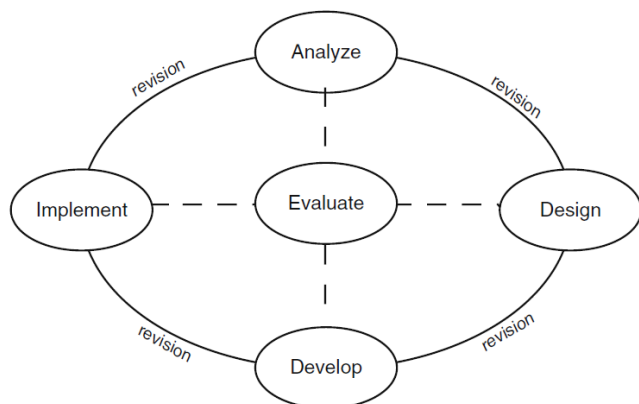 Analyze
revision
revision
Implement
Evaluate
Design
revision
revision
Develop